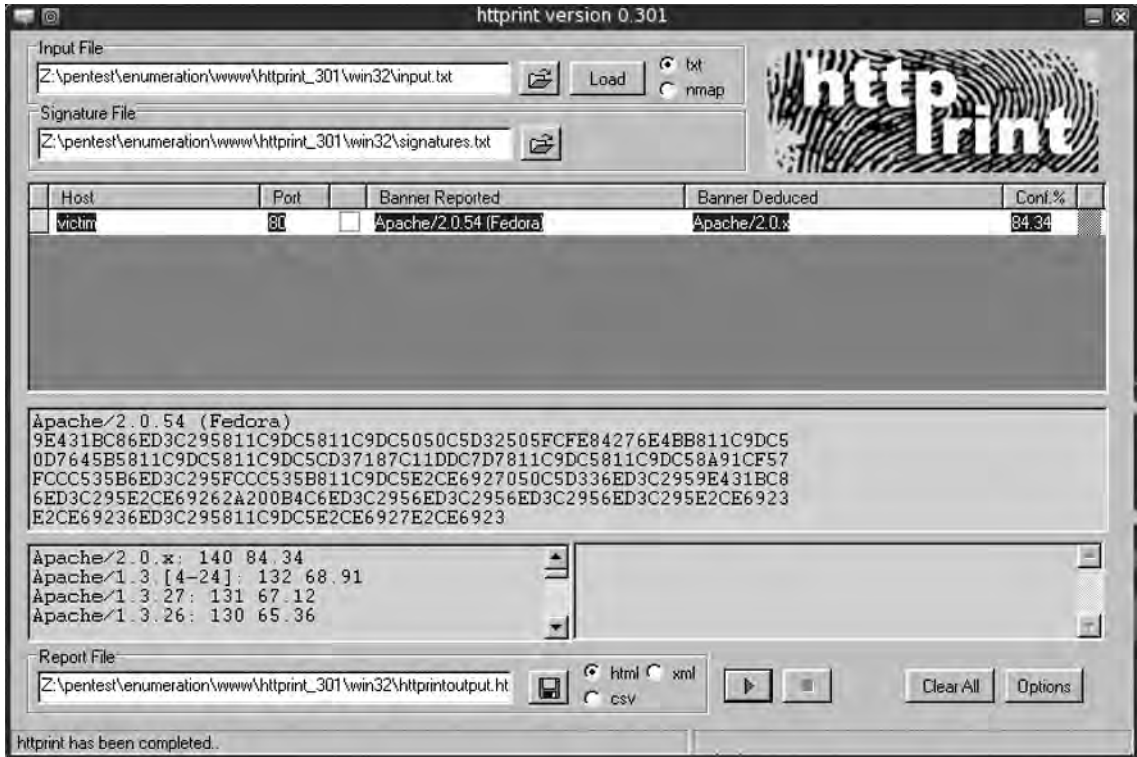 httprint version 0.301
Input File
Z:\pentest\enumeration\www\httprint_301\win32\input.txt
Load
txt
nmap
Signature File
Z:\pentest\enumeration\www\httprint_301\win32\signatures.txt
http
print
Host Port Banner Reported Banner Deduced Conf.%
victim 80 Apache/2.0.54 (Fedora) Apache/2.0.x 84.34
Apache/2.0.54 (Fedora)
9E431BC86ED3C295811C9DC5811C9DC5050C5D32505FCFE84276E4BB811C9DC5
0D7645B5811C9DC5811C9DC5CD37187C11DDC7D7811C9DC5811C9DC58A91CF57
FCCC535B6ED3C295FCCC535B811C9DC5E2CE6927050C5D336ED3C2959E431BC8
6ED3C295E2CE69262A200B4C6ED3C2956ED3C2956ED3C2956ED3C295E2CE6923
E2CE69236ED3C295811C9DC5E2CE6927E2CE6923
Apache/2.0.x: 140 84.34
Apache/1.3.[4-24]: 132 68.91
Apache/1.3.27: 131 67.12
Apache/1.3.26: 130 65.36
Report File
Z:\pentest\enumeration\www\httprint_301\win32\httprintoutput.ht
html
xml
csv
Clear All
Options
httprint has been completed..